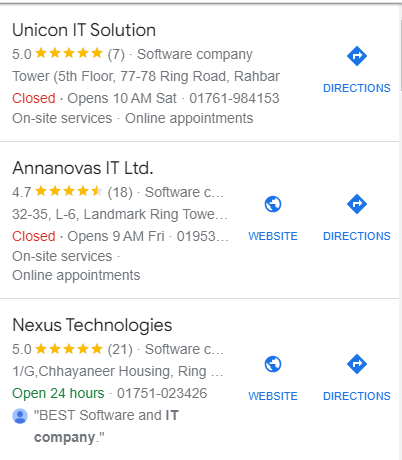 Unicon IT Solution
5.0 ★★★★★ (7) · Software company
Tower (5th Floor, 77-78 Ring Road, Rahbar
Closed · Opens 10 AM Sat · 01761-984153
On-site services · Online appointments
DIRECTIONS
Annanovas IT Ltd.
4.7 ★★★★★ (18) · Software c...
32-35, L-6, Landmark Ring Towe...
Closed · Opens 9 AM Fri · 01953...
On-site services ·
Online appointments
WEBSITE DIRECTIONS
Nexus Technologies
5.0 ★★★★★ (21) · Software c...
1/G,Chhayaneer Housing, Ring ...
Open 24 hours · 01751-023426
"BEST Software and IT
company."
WEBSITE DIRECTIONS